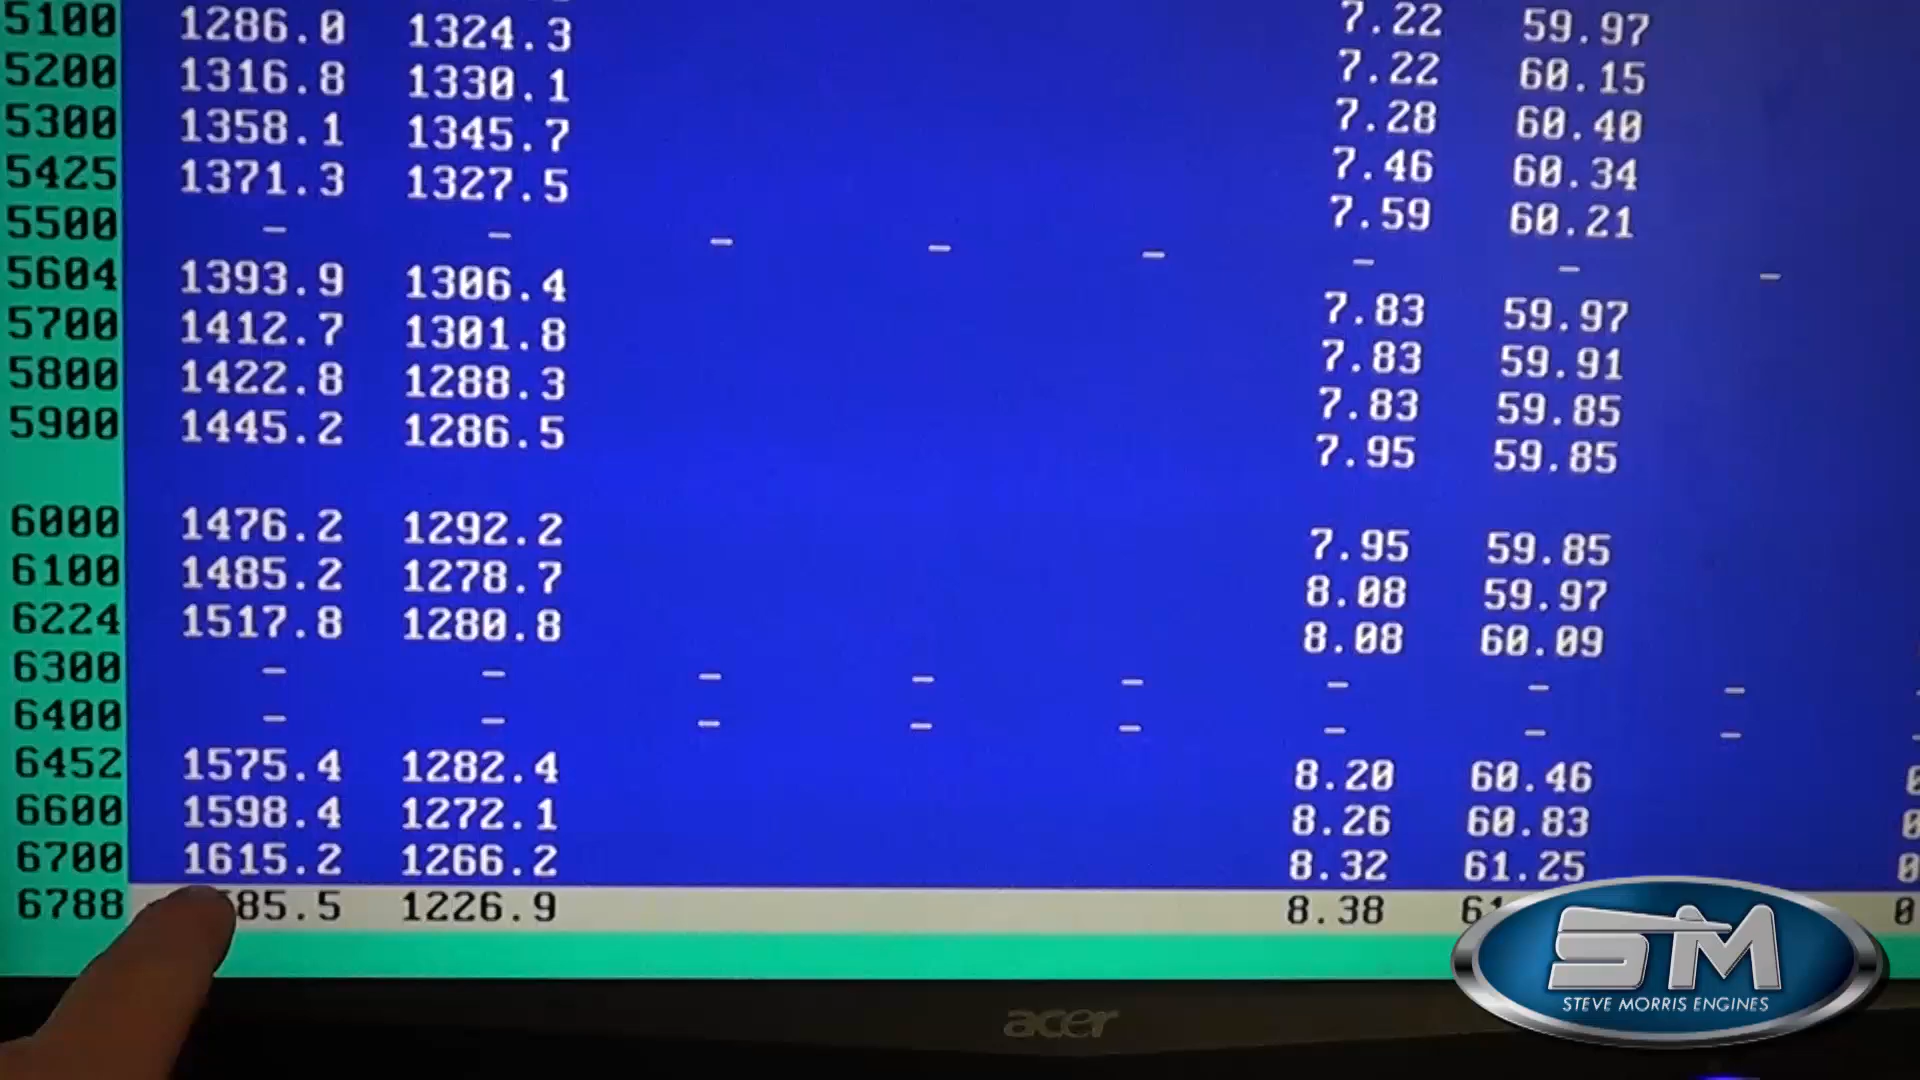 5100 1286.0 1324.3 7.22 59.97
5200 1316.8 1330.1 7.22 60.15
5300 1358.1 1345.7 7.28 60.40
5425 1371.3 1327.5 7.46 60.34
5500 – – – – – 7.59 60.21
5604 1393.9 1306.4 – – –
5700 1412.7 1301.8 7.83 59.97
5800 1422.8 1288.3 7.83 59.91
5900 1445.2 1286.5 7.83 59.85
7.95 59.85
6000 1476.2 1292.2 7.95 59.85
6100 1485.2 1278.7 8.08 59.97
6224 1517.8 1280.8 8.08 60.09
6300 – – – – – – – –
6400 – – – – – – – –
6452 1575.4 1282.4 8.20 60.46
6600 1598.4 1272.1 8.26 60.83
6700 1615.2 1266.2 8.32 61.25 0
6788 85.5 1226.9 8.38 0
SM
STEVE MORRIS ENGINES
acer